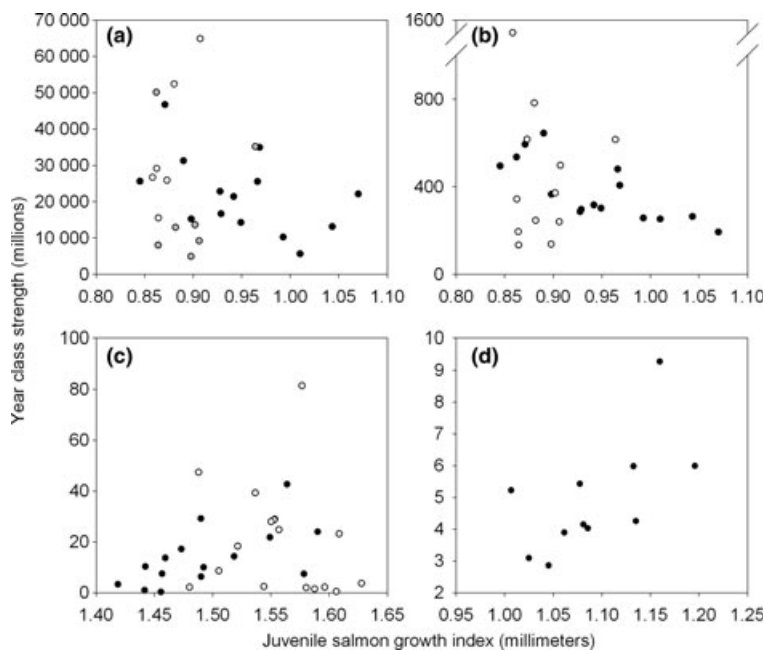 70 000
60 000
50 000
40 000
30 000
20 000
10 000
0
(a)
0.80 0.85 0.90 0.95 1.00 1.05 1.10
1600
800
400
0
(b)
0.80 0.85 0.90 0.95 1.00 1.05 1.10
Year class strength (millions)
100
80
60
40
20
0
(c)
1.40 1.45 1.50 1.55 1.60 1.65
10
9
8
7
6
5
4
3
2
(d)
0.95 1.00 1.05 1.10 1.15 1.20 1.25
Juvenile salmon growth index (millimeters)